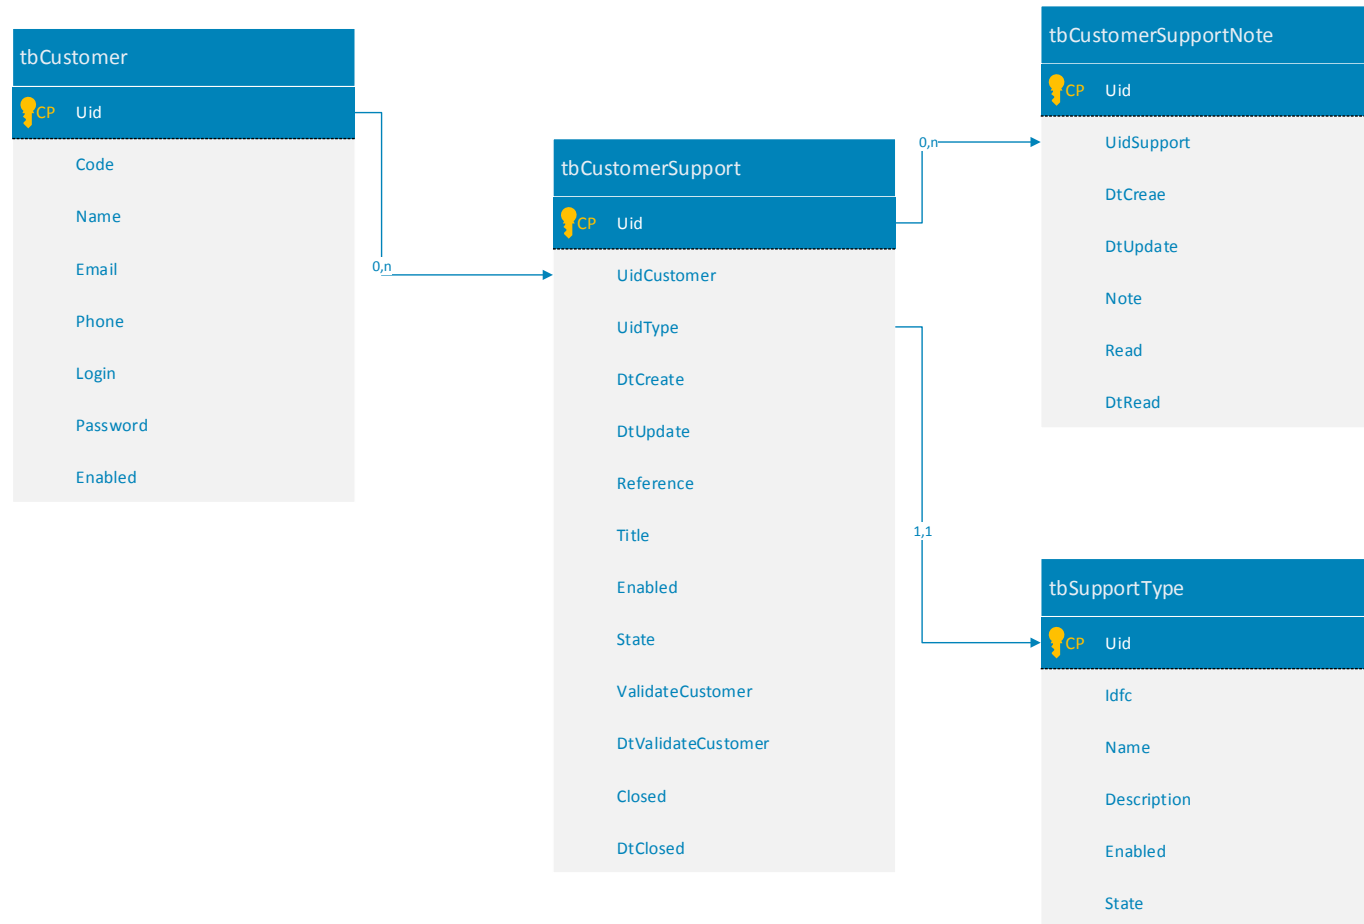 tbCustomer
CP Uid
Code
Name
Email
Phone
Login
Password
Enabled
0,n
tbCustomerSupport
CP Uid
UidCustomer
UidType
DtCreate
DtUpdate
Reference
Title
Enabled
State
ValidateCustomer
DtValidateCustomer
Closed
DtClosed
0,n
1,1
tbCustomerSupportNote
CP Uid
UidSupport
DtCreae
DtUpdate
Note
Read
DtRead
tbSupportType
CP Uid
Idfc
Name
Description
Enabled
State